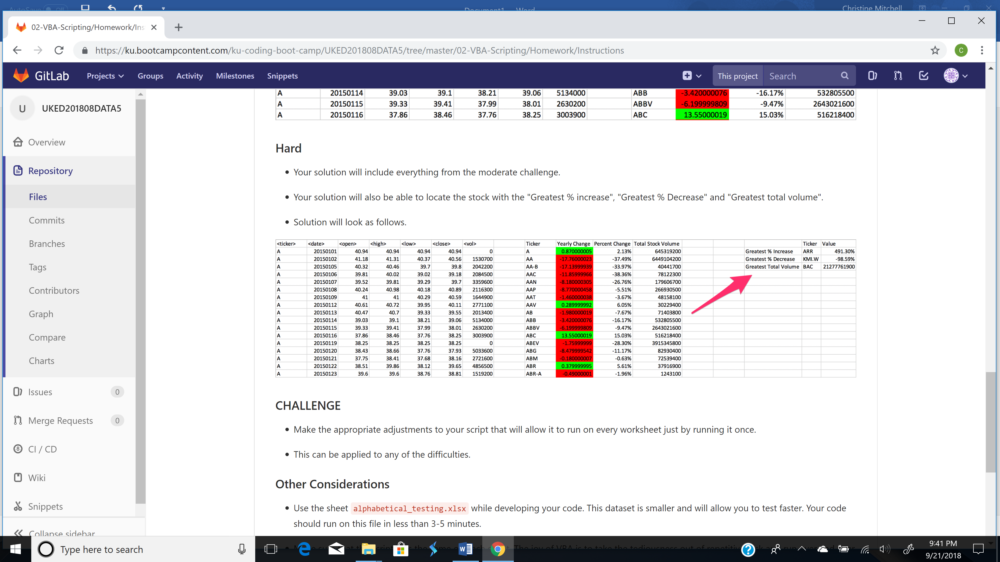 AutoSave Off Document1 Word Christine Mitchell
02-VBA-Scripting/Homework/Ins
https://ku.bootcampcontent.com/ku-coding-boot-camp/UKED201808DATA5/tree/master/02-VBA-Scripting/Homework/Instructions C
GitLab Projects Groups Activity Milestones Snippets This project Search
U UKED201808DATA5
Overview
Repository
Files
Commits
Branches
Tags
Contributors
Graph
Compare
Charts
Issues 0
Merge Requests 0
CI / CD
Wiki
Snippets
Collapse sidebar
A 20150114 39.03 39.1 38.21 39.06 5134000 ABB -3.420000076 -16.17% 532805500
A 20150115 39.33 39.41 37.99 38.01 2630200 ABBV -6.199999809 -9.47% 2643021600
A 20150116 37.86 38.46 37.76 38.25 3003900 ABC 13.55000019 15.03% 516218400
Hard
• Your solution will include everything from the moderate challenge.
• Your solution will also be able to locate the stock with the "Greatest % increase", "Greatest % Decrease" and "Greatest total volume".
• Solution will look as follows.
<ticker> <date> <open> <high> <low> <close> <vol> Ticker Yearly Change Percent Change Total Stock Volume Ticker Value
A 20150101 40.94 40.94 40.94 40.94 0 A 0.870000005 2.13% 645319200 Greatest % Increase ARR 491.30%
A 20150102 41.18 41.31 40.37 40.56 1530700 AA -17.76000023 -37.49% 6449104200 Greatest % Decrease KMI.W -98.59%
A 20150105 40.32 40.46 39.7 39.8 2042200 AA-B -17.13999939 -33.97% 40441700 Greatest Total Volume BAC 21277761900
A 20150106 39.81 40.02 39.02 39.18 2084500 AAC -11.85999966 -38.36% 78122300
A 20150107 39.52 39.81 39.29 39.7 3359600 AAN -8.180000305 -26.76% 179606700
A 20150108 40.24 40.98 40.18 40.89 2116300 AAP -8.770000458 -5.51% 266930500
A 20150109 41 41 40.29 40.59 1644900 AAT -1.460000038 -3.67% 48158100
A 20150112 40.61 40.72 39.95 40.11 2771100 AAV 0.289999992 6.05% 30229400
A 20150113 40.47 40.7 39.33 39.55 2013400 AB -1.980000019 -7.67% 71403800
A 20150114 39.03 39.1 38.21 39.06 5134000 ABB -3.420000076 -16.17% 532805500
A 20150115 39.33 39.41 37.99 38.01 2630200 ABBV -6.199999809 -9.47% 2643021600
A 20150116 37.86 38.46 37.76 38.25 3003900 ABC 13.55000019 15.03% 516218400
A 20150119 38.25 38.25 38.25 38.25 0 ABEV -1.75999999 -28.30% 3915345800
A 20150120 38.43 38.66 37.76 37.93 5033600 ABG -8.479999542 -11.17% 82930400
A 20150121 37.75 38.41 37.68 38.16 2721600 ABM -0.180000007 -0.63% 72539400
A 20150122 38.51 39.86 38.12 39.65 4856500 ABR 0.379999995 5.61% 37916900
A 20150123 39.6 39.6 38.76 38.81 1519200 ABR-A -0.49000001 -1.96% 1243100
CHALLENGE
• Make the appropriate adjustments to your script that will allow it to run on every worksheet just by running it once.
• This can be applied to any of the difficulties.
Other Considerations
• Use the sheet alphabetical_testing.xlsx while developing your code. This dataset is smaller and will allow you to test faster. Your code
should run on this file in less than 3-5 minutes.
Type here to search
9:41 PM
9/21/2018